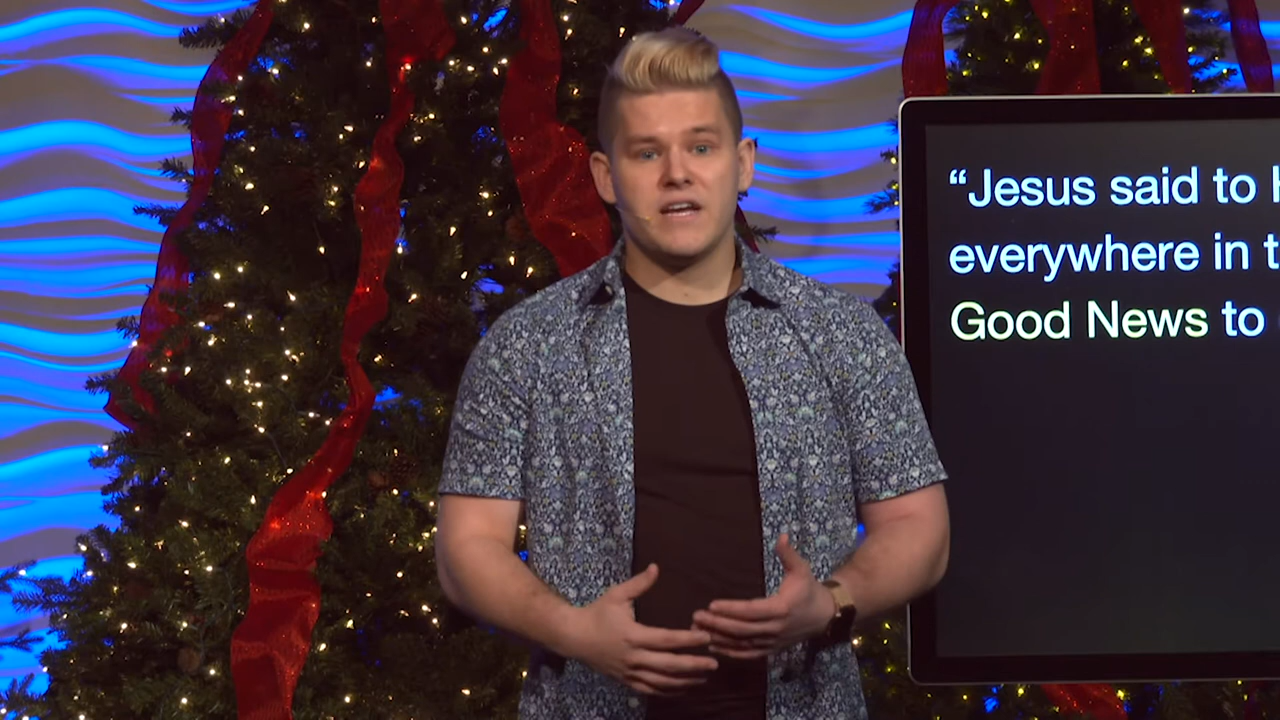 “Jesus said to
everywhere in
Good News to